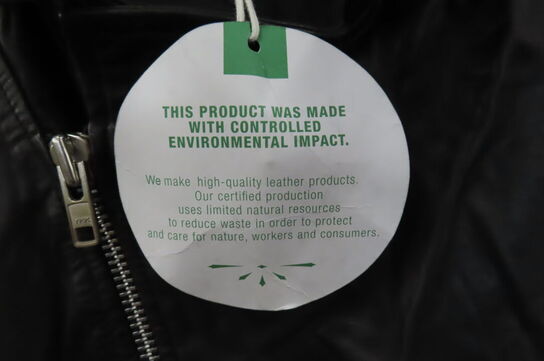 THIS PRODUCT WAS MADE
WITH CONTROLLED
ENVIRONMENTAL IMPACT.
We make high-quality leather products.
Our certified production
uses limited natural resources
to reduce waste in order to protect
and care for nature, workers and consumers.